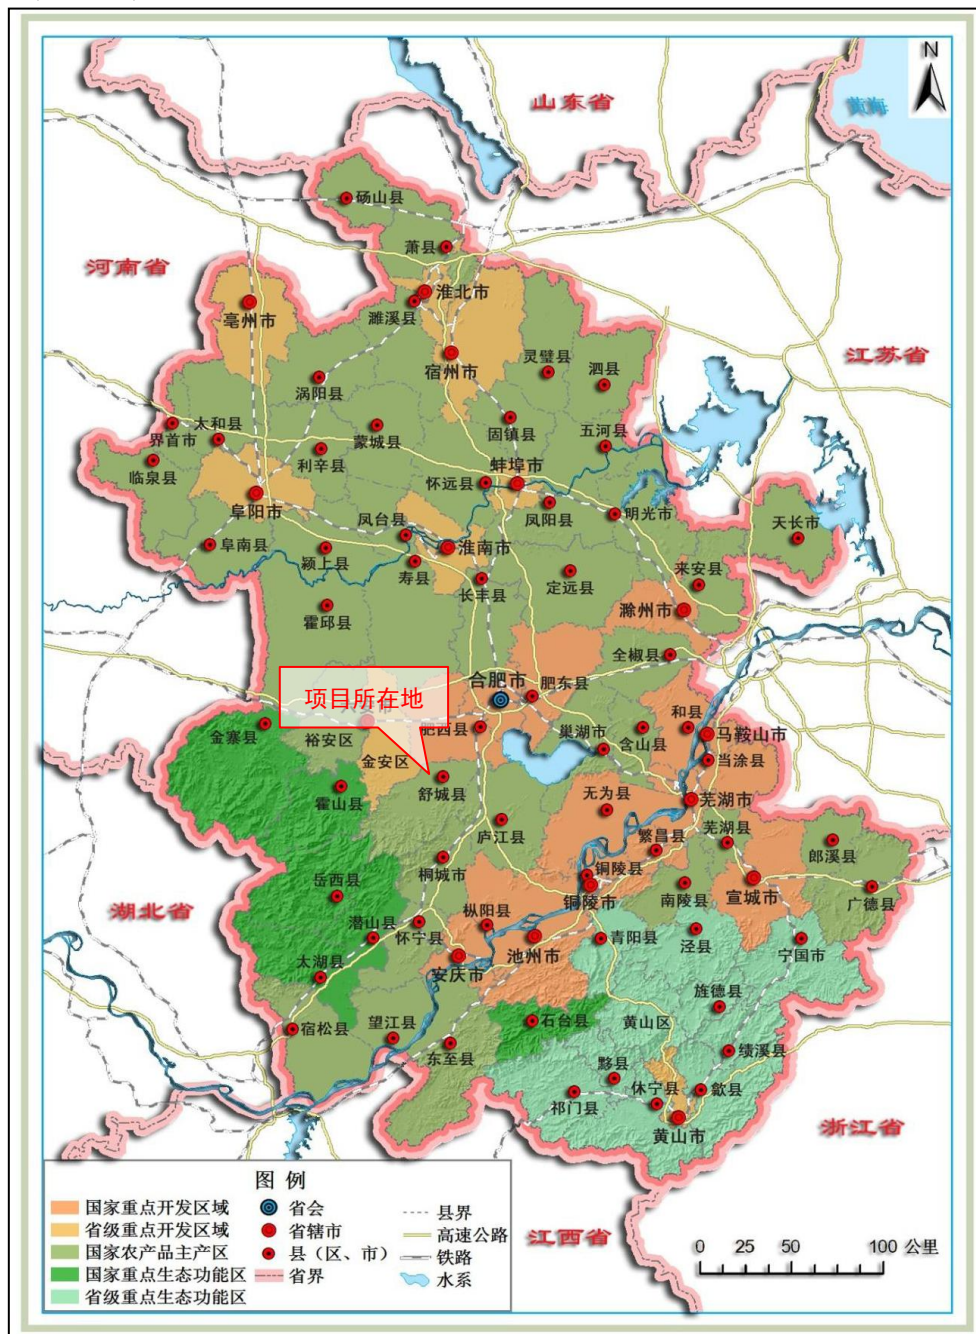 N
山东省
黄海
砀山县
萧县
河南省
淮北市
亳州市
濉溪县
江苏省
宿州市
灵璧县
泗县
涡阳县
太和县
界首市
蒙城县
固镇县
五河县
利辛县
临泉县
蚌埠市
怀远县
阜阳市
凤台县
凤阳县
明光市
天长市
阜南县
颍上县
淮南市
寿县
来安县
定远县
长丰县
霍邱县
滁州市
全椒县
项目所在地
合肥市
肥东县
金寨县
裕安区
肥西县
巢湖市
含山县
和县
马鞍山市
当涂县
金安区
舒城县
霍山县
无为县
芜湖市
庐江县
繁昌县
芜湖县
郎溪县
桐城市
铜陵县
岳西县
铜陵市
南陵县
宣城市
广德县
湖北省
枞阳县
潜山县
怀宁县
池州市
青阳县
泾县
宁国市
太湖县
安庆市
旌德县
宿松县
望江县
石台县
黄山区
东至县
绩溪县
黟县
休宁县
歙县
祁门县
黄山市
浙江省
江西省
图 例
国家重点开发区域
省级重点开发区域
国家农产品主产区
国家重点生态功能区
省级重点生态功能区
省会
省辖市
县（区、市）
省界
县界
高速公路
铁路
水系
0 25 50 100 公里